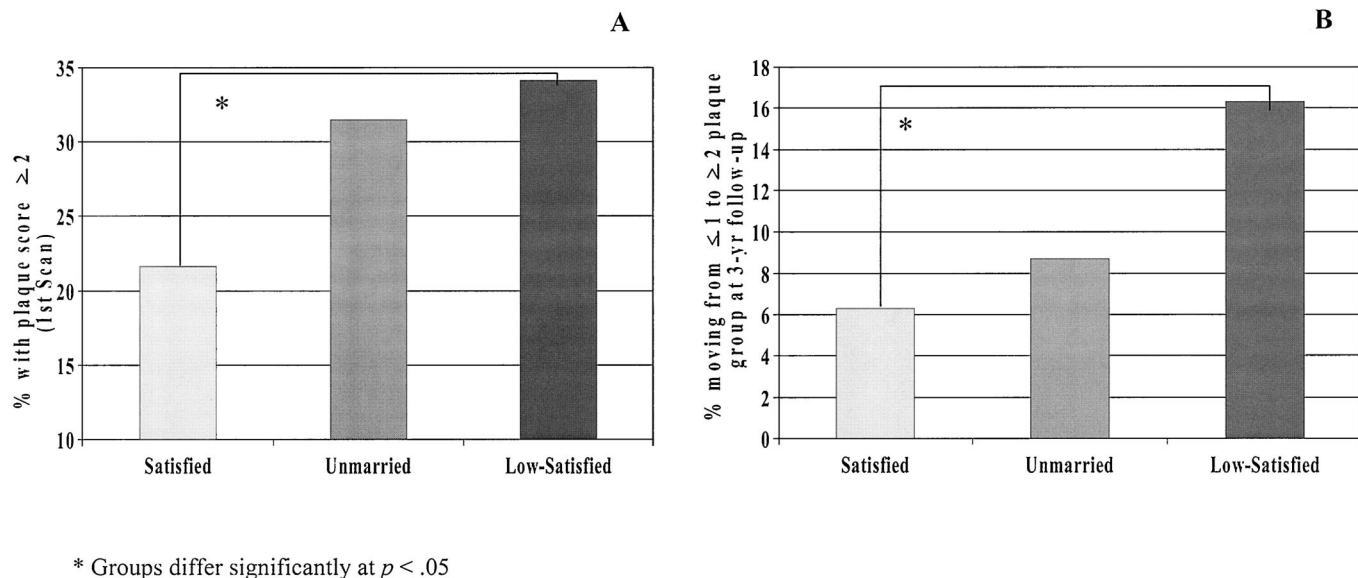 A
% with plaque score ≥ 2
(1st Scan)
35
30
25
20
15
10
*
Satisfied
Unmarried
Low-Satisfied
B
% moving from ≤ 1 to ≥ 2 plaque
group at 3-yr follow-up
18
16
14
12
10
8
6
4
2
0
*
Satisfied
Unmarried
Low-Satisfied
* Groups differ significantly at p < .05